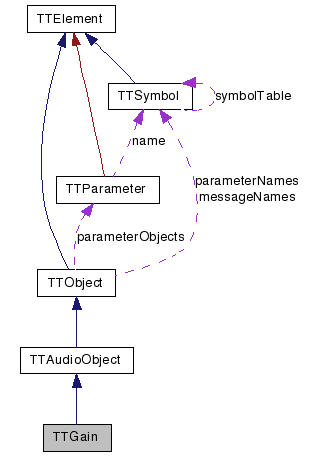 TTElement
TTSymbol
symbolTable
name
TTParameter
parameterNames
messageNames
parameterObjects
TTObject
TTAudioObject
TTGain